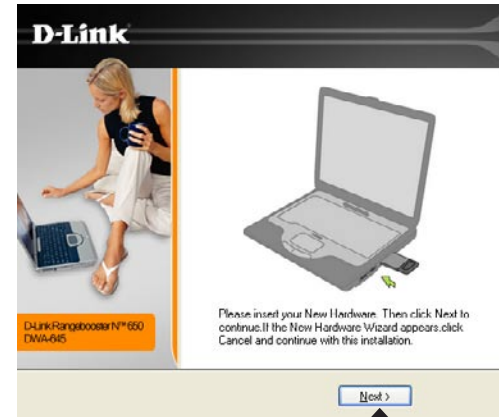 D-Link
Please insert your New Hardware. Then click Next to
continue.If the New Hardware Wizard appears.click
Cancel and continue with this installation.
D-Link Rangebooster N™ 650
DWA-645
Next >